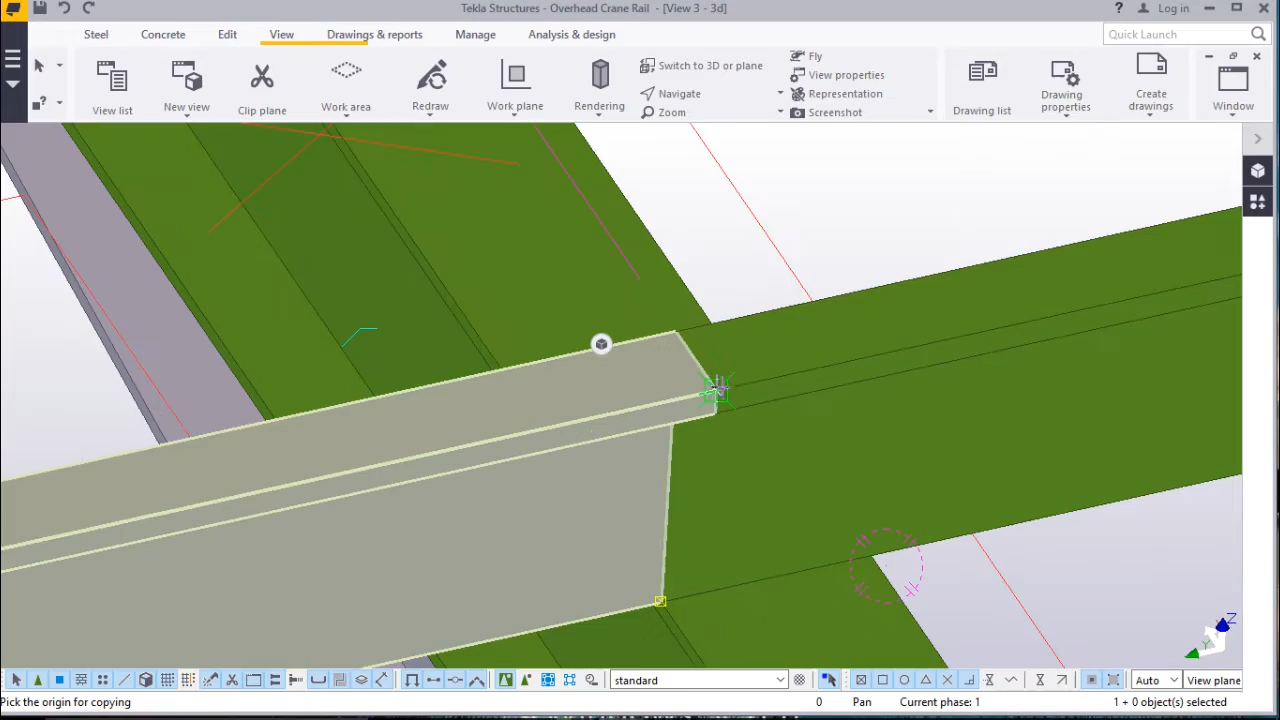 Tekla Structures - Overhead Crane Rail - [View 3 - 3d]
? Log in
Steel Concrete Edit View Drawings & reports Manage Analysis & design Quick Launch
View list
New view
Clip plane
Work area
Redraw
Work plane
Rendering
Switch to 3D or plane
Navigate
Zoom
Fly
View properties
Representation
Screenshot
Drawing list
Drawing properties
Create drawings
Window
Z
Y
standard
Auto
View plane
Pick the origin for copying
0 Pan Current phase: 1 1 + 0 object(s) selected